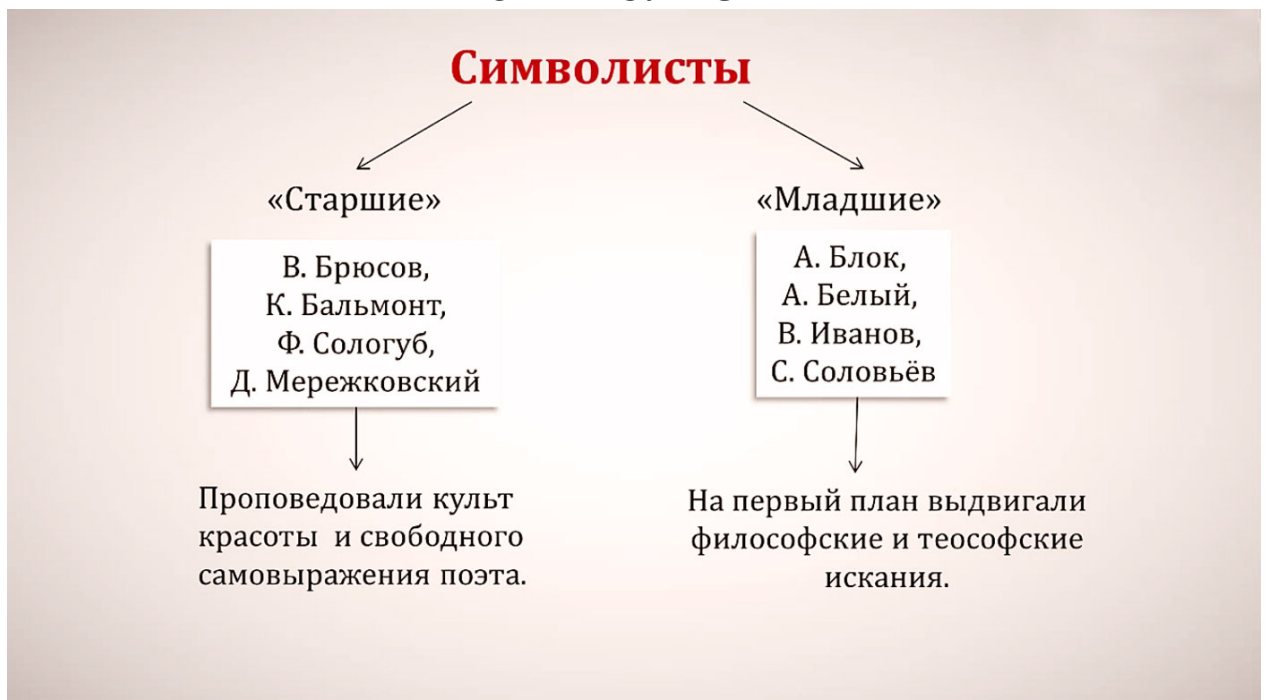 Символисты
«Старшие»
В. Брюсов,
К. Бальмонт,
Ф. Сологуб,
Д. Мережковский
Проповедовали культ
красоты и свободного
самовыражения поэта.
«Младшие»
А. Блок,
А. Белый,
В. Иванов,
С. Соловьёв
На первый план выдвигали
философские и теософские
искания.